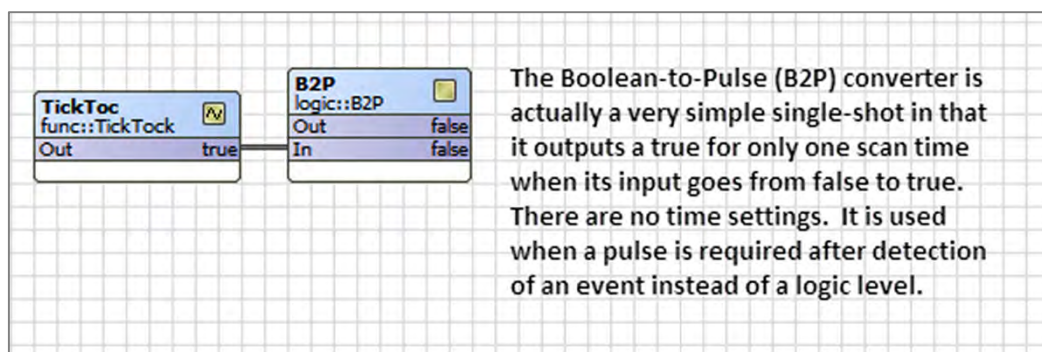 TickToc
func::TickTock
Out true
B2P
logic::B2P
Out false
In false
The Boolean-to-Pulse (B2P) converter is
actually a very simple single-shot in that
it outputs a true for only one scan time
when its input goes from false to true.
There are no time settings. It is used
when a pulse is required after detection
of an event instead of a logic level.